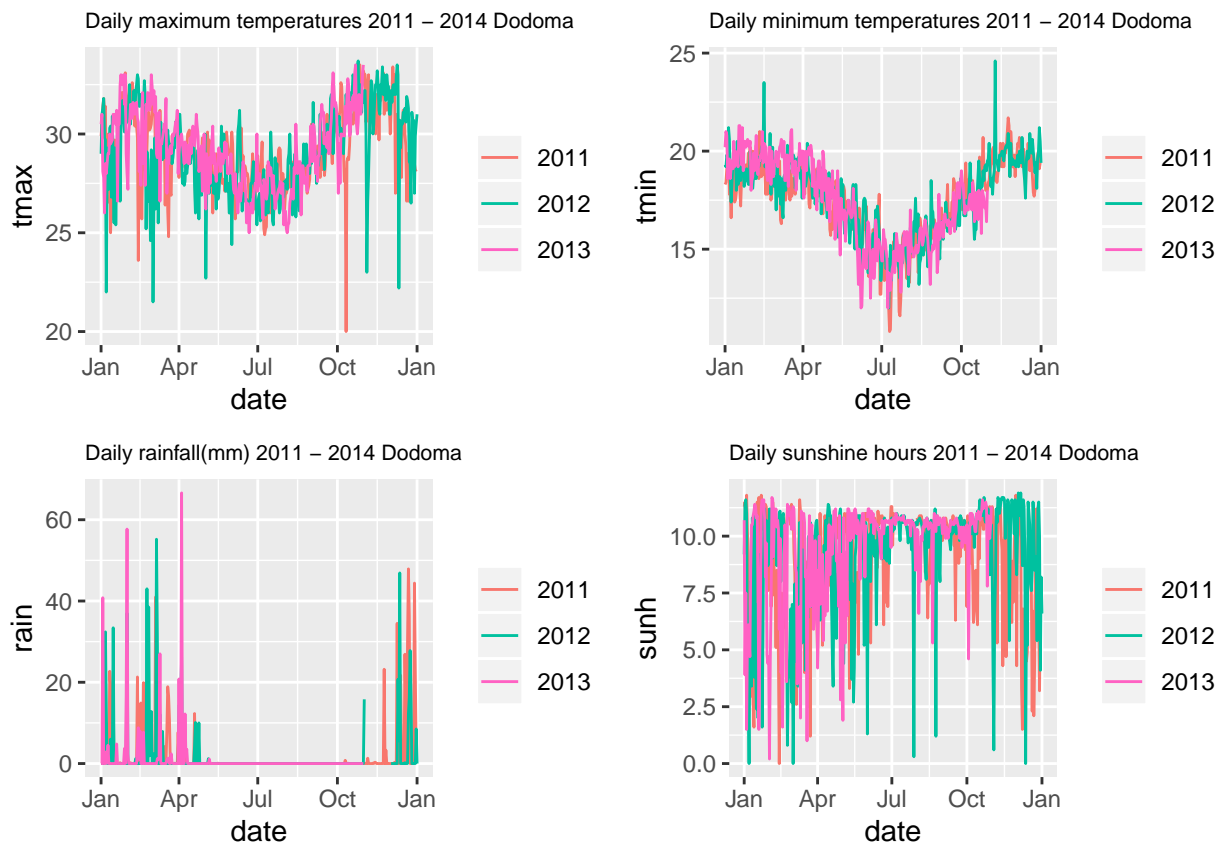 Daily maximum temperatures 2011 − 2014 Dodoma
tmax
30
25
20
Jan Apr Jul Oct Jan
date
2011
2012
2013
Daily minimum temperatures 2011 − 2014 Dodoma
tmin
25
20
15
Jan Apr Jul Oct Jan
date
2011
2012
2013
Daily rainfall(mm) 2011 − 2014 Dodoma
rain
60
40
20
0
Jan Apr Jul Oct Jan
date
2011
2012
2013
Daily sunshine hours 2011 − 2014 Dodoma
sunh
10.0
7.5
5.0
2.5
0.0
Jan Apr Jul Oct Jan
date
2011
2012
2013